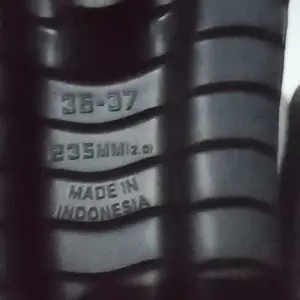 36-37
235MM(2.0)
MADE IN
INDONESIA